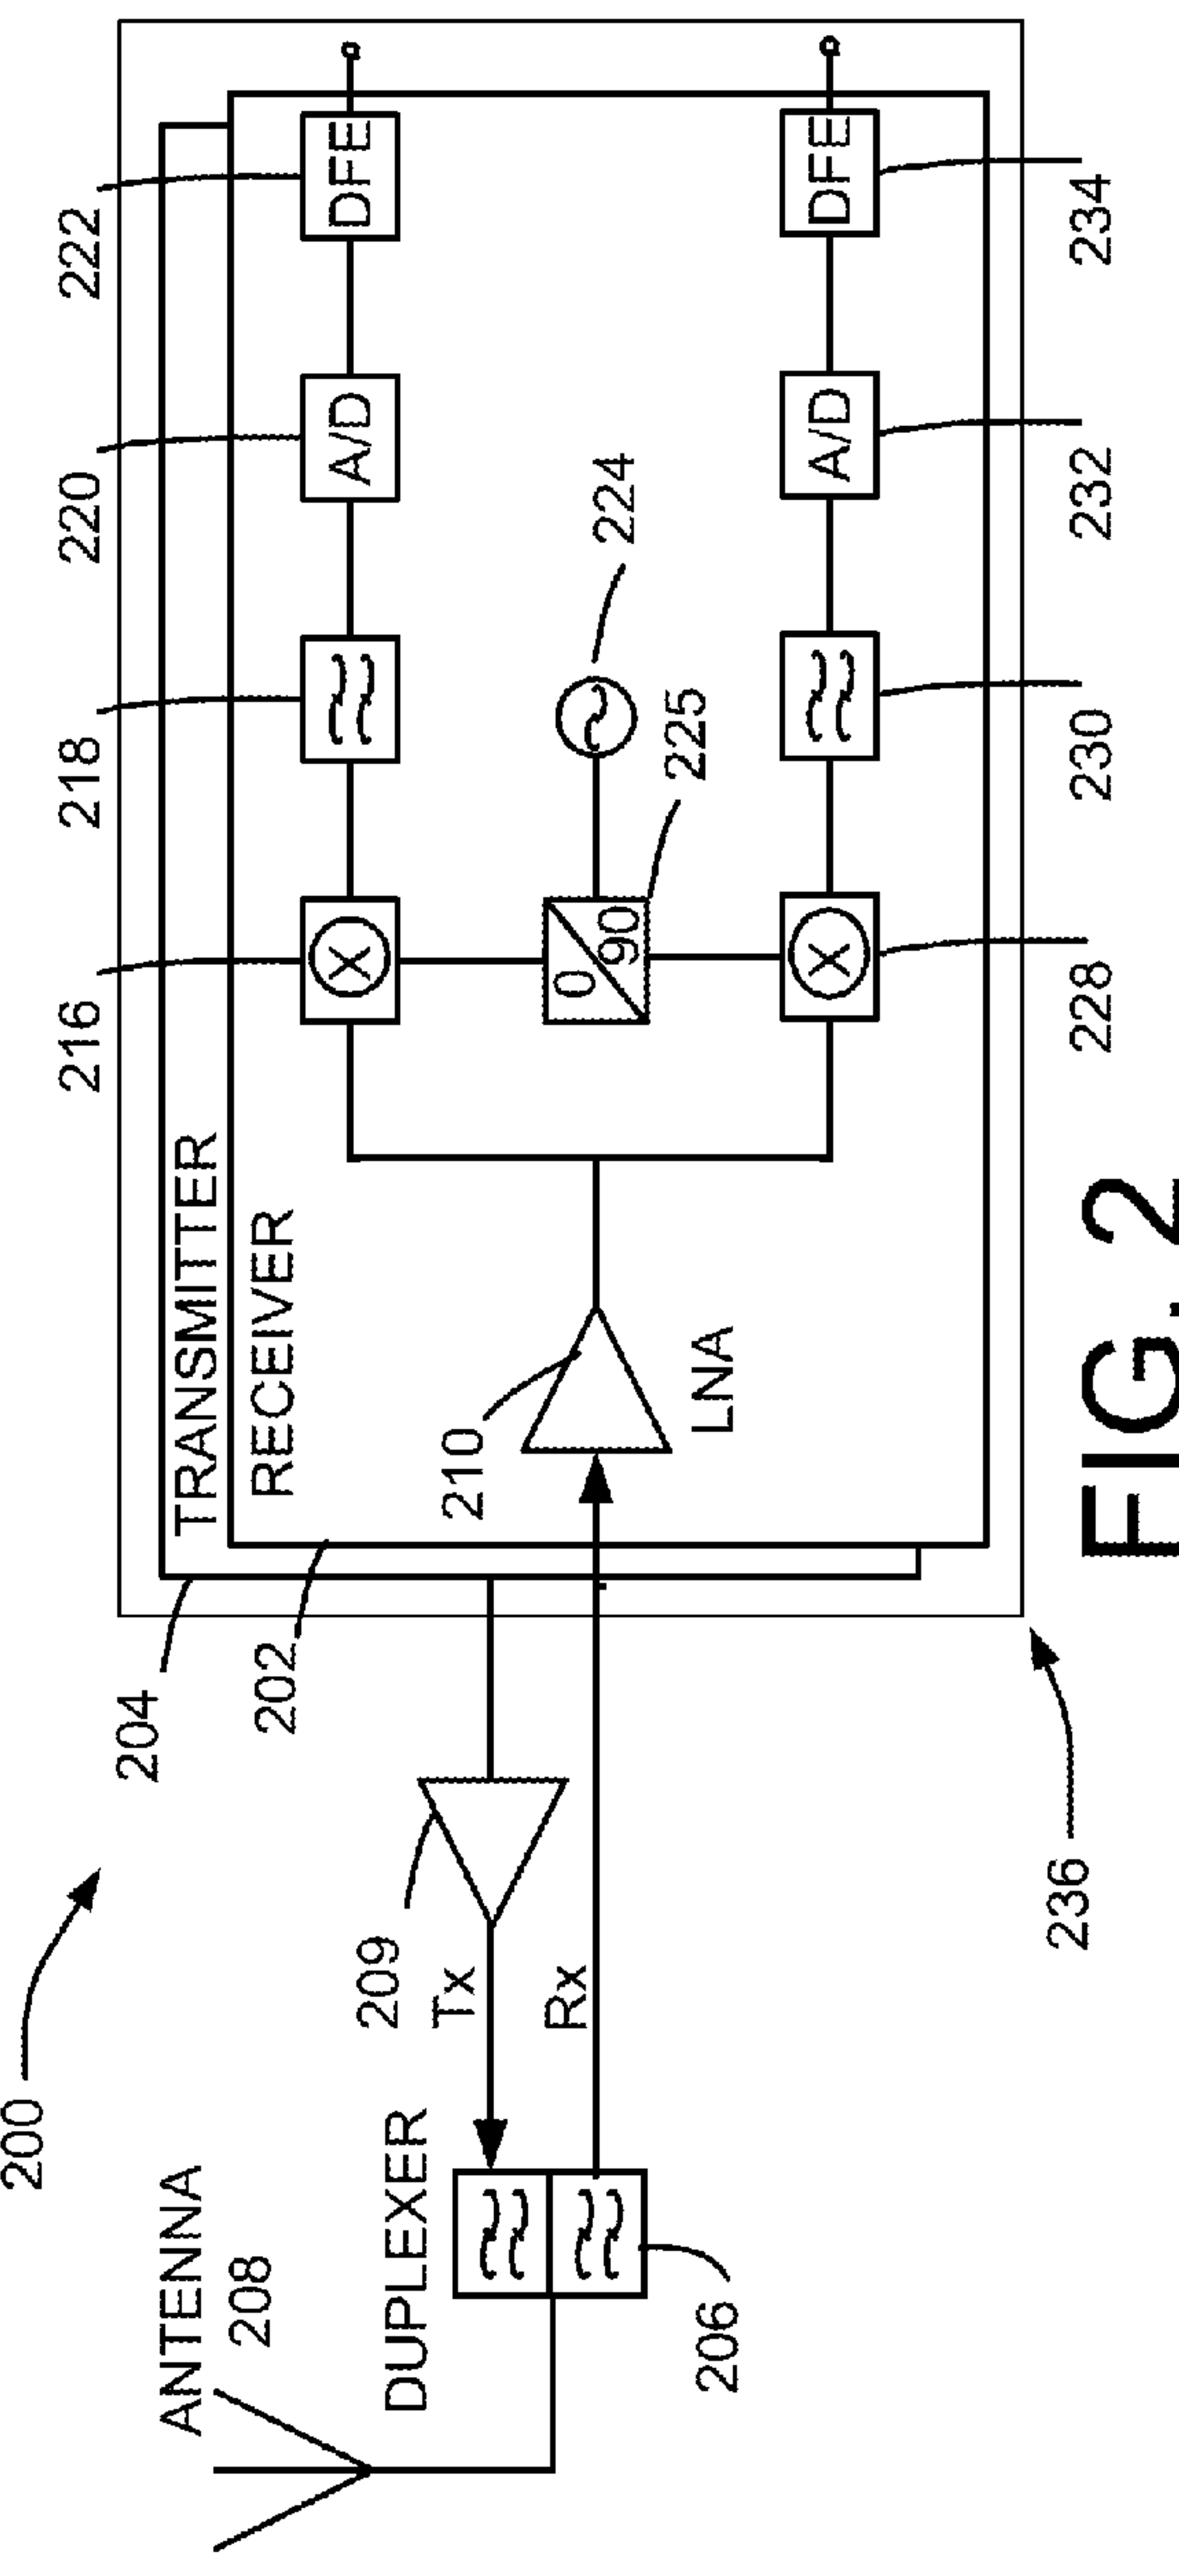 200
ANTENNA
208
DUPLEXER
206
Tx
Rx
209
204
202
TRANSMITTER
RECEIVER
210
LNA
216
218
220
222
X
A/D
DFE
0
90
225
224
X
A/D
DFE
228
230
232
234
236
FIG. 2